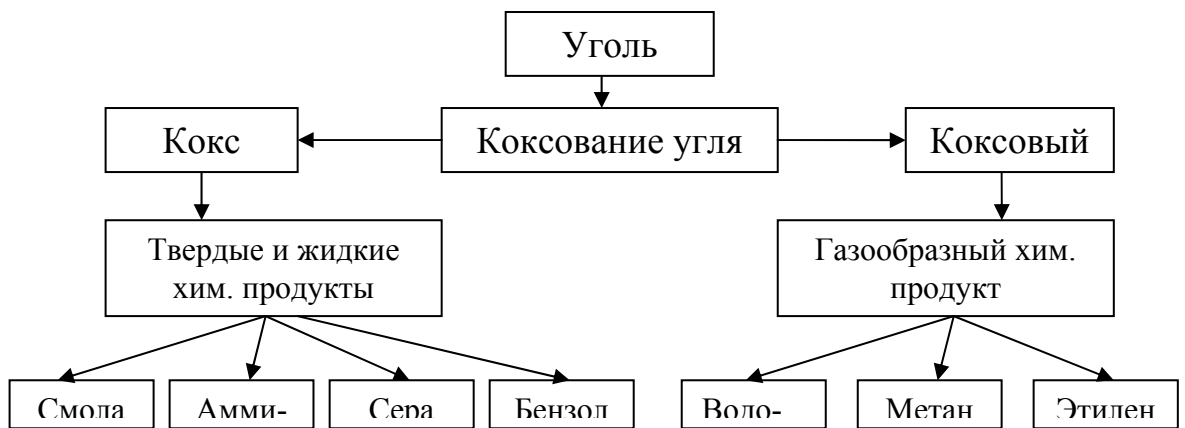 Уголь
Кокс
Коксование угля
Коксовый
Твердые и жидкие
хим. продукты
Газообразный хим.
продукт
Смола
Амми-
Сера
Бензол
Водо-
Метан
Этилен